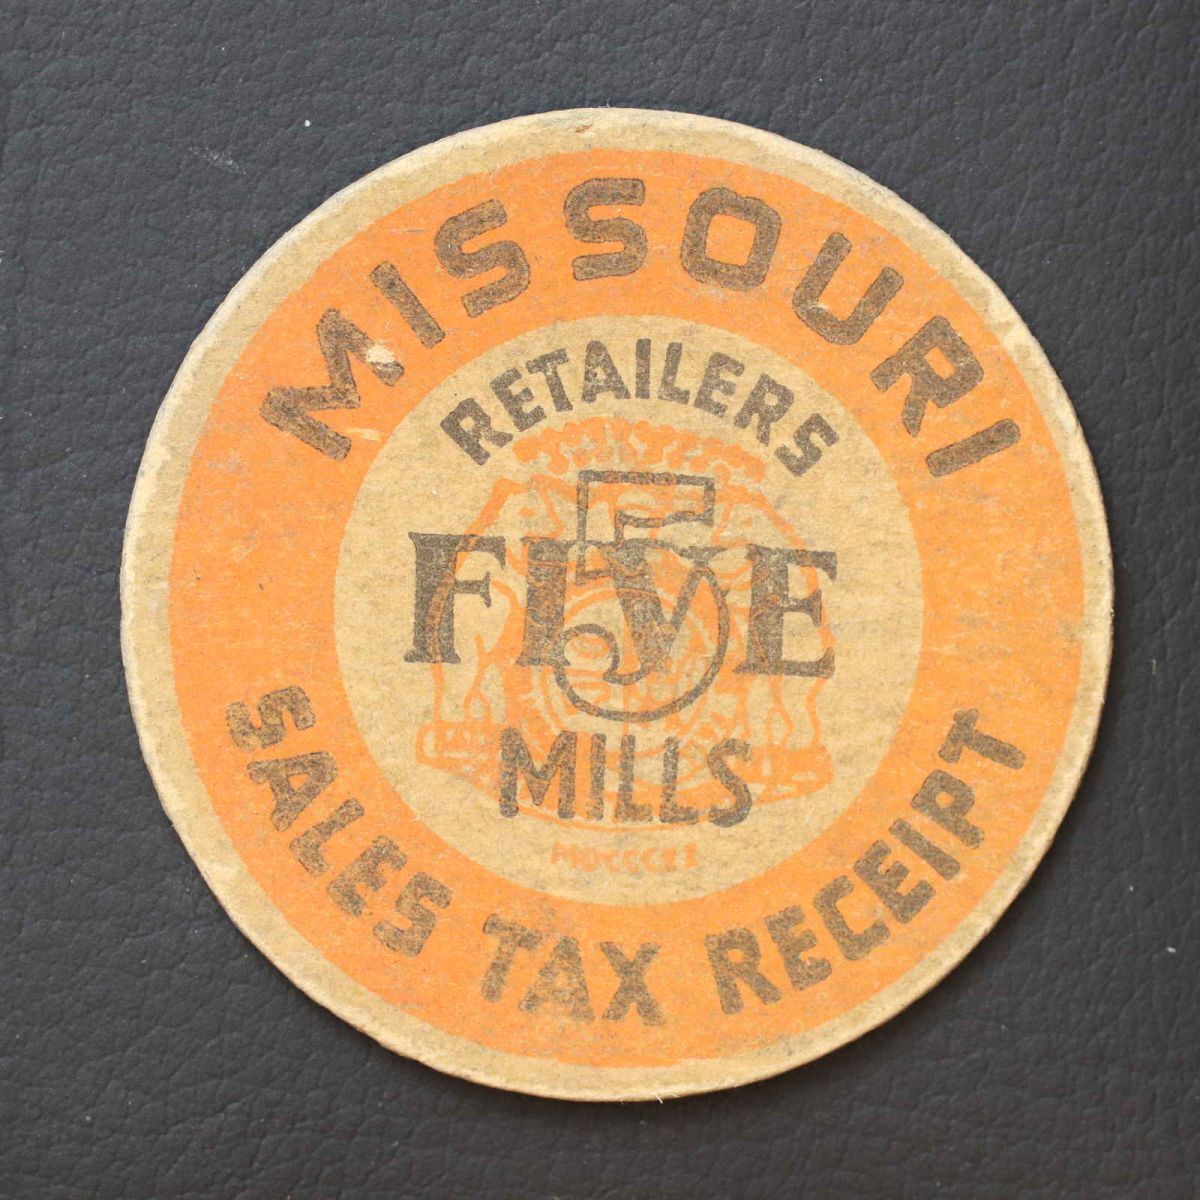 MISSOURI
RETAILERS
5
FIVE
MILLS
SALES TAX RECEIPT